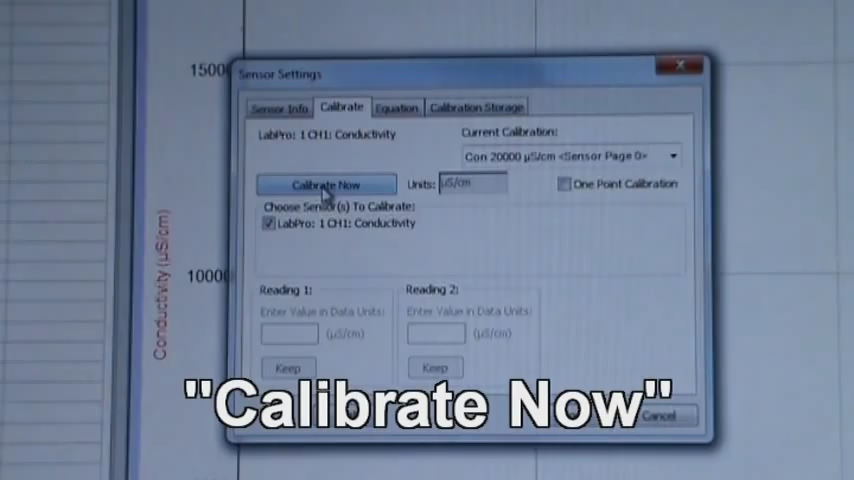 15000
Sensor Settings
Sensor Info
Calibrate
Equation
Calibration Storage
LabPro: 1 CH1: Conductivity
Current Calibration:
Con 20000 µS/cm <Sensor Page 0>
Calibrate Now
Units: µS/cm
One Point Calibration
Choose Sensor(s) To Calibrate:
LabPro: 1 CH1: Conductivity
Conductivity (µS/cm)
10000
Reading 1:
Reading 2:
Enter Value in Data Units:
Enter Value in Data Units:
(µS/cm)
(µS/cm)
Keep
Keep
"Calibrate Now"
Cancel